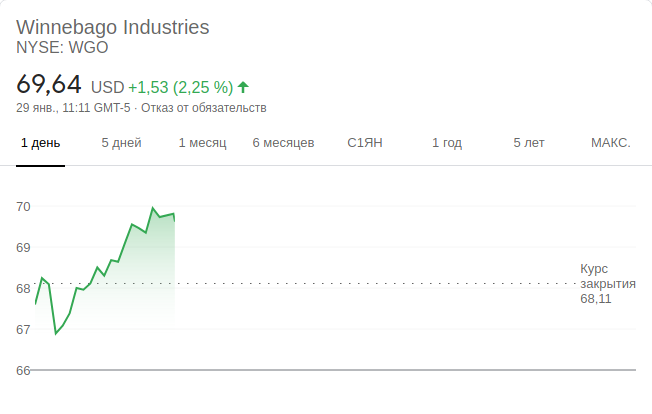 Winnebago Industries
NYSE: WGO
69,64 USD +1,53 (2,25 %)
29 янв., 11:11 GMT-5 · Отказ от обязательств
1 день 5 дней 1 месяц 6 месяцев С1ЯН 1 год 5 лет МАКС.
70
69
Курс
68 закрытия
68,11
67
66